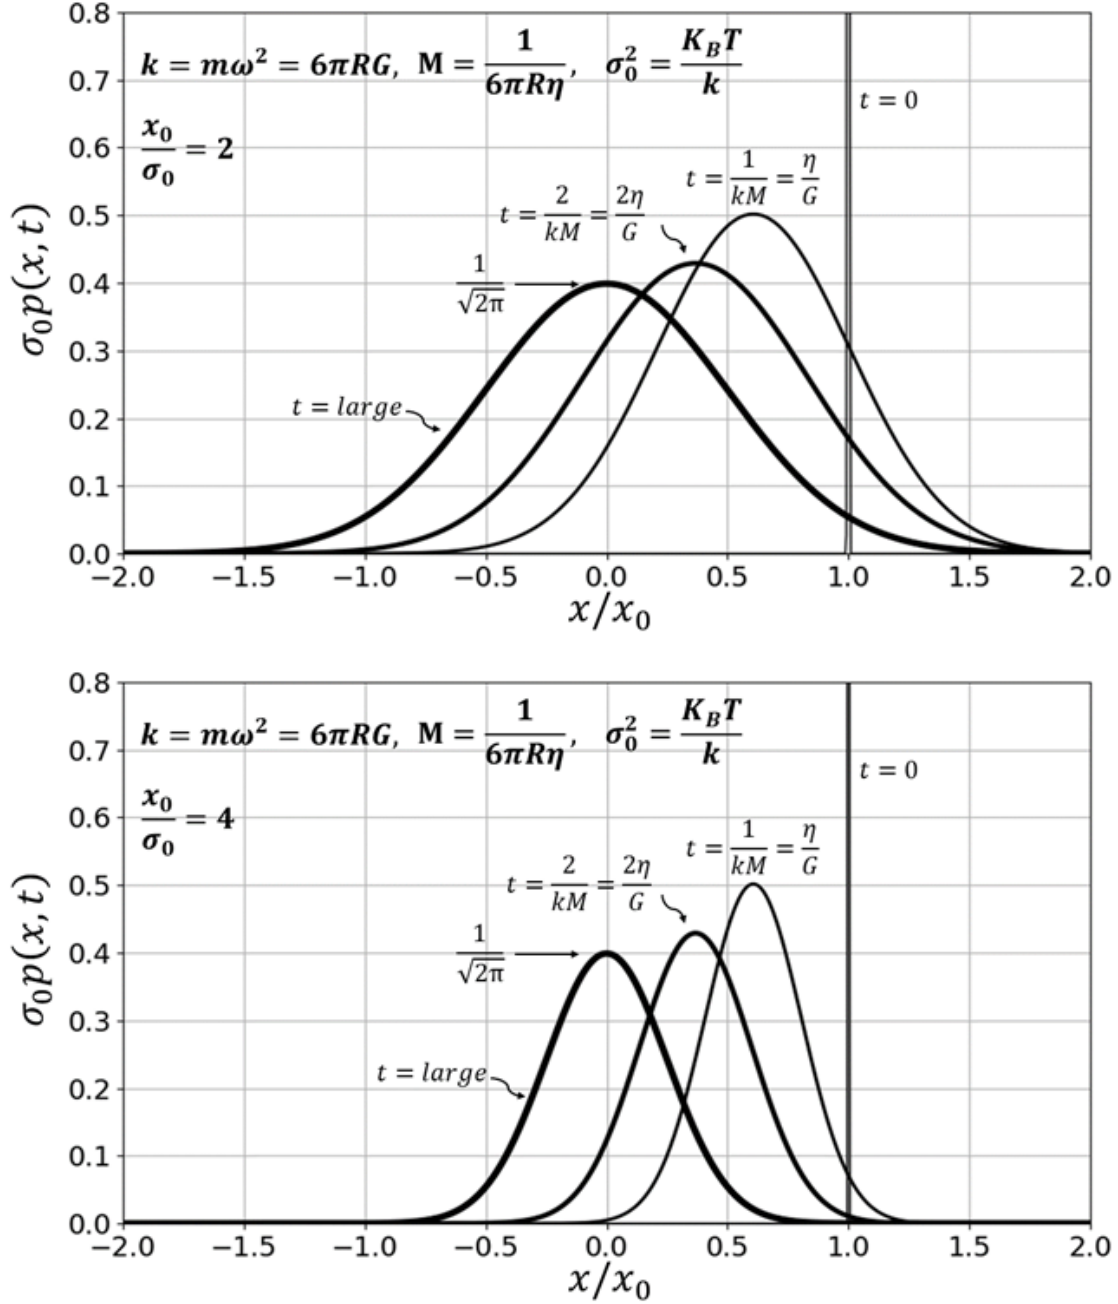 0.8
k = mω² = 6πRG, M = 1/(6πRη), σ₀² = K_B T/k
0.7
t = 0
x₀/σ₀ = 2
0.6
t = 1/(kM) = η/G
t = 2/(kM) = 2η/G
0.5
1/√2π
0.4
σ₀p(x, t)
0.3
t = large
0.2
0.1
0.0
−2.0 −1.5 −1.0 −0.5 0.0 0.5 1.0 1.5 2.0
x/x₀
0.8
k = mω² = 6πRG, M = 1/(6πRη), σ₀² = K_B T/k
0.7
t = 0
x₀/σ₀ = 4
0.6
t = 1/(kM) = η/G
t = 2/(kM) = 2η/G
0.5
1/√2π
0.4
σ₀p(x, t)
0.3
t = large
0.2
0.1
0.0
−2.0 −1.5 −1.0 −0.5 0.0 0.5 1.0 1.5 2.0
x/x₀